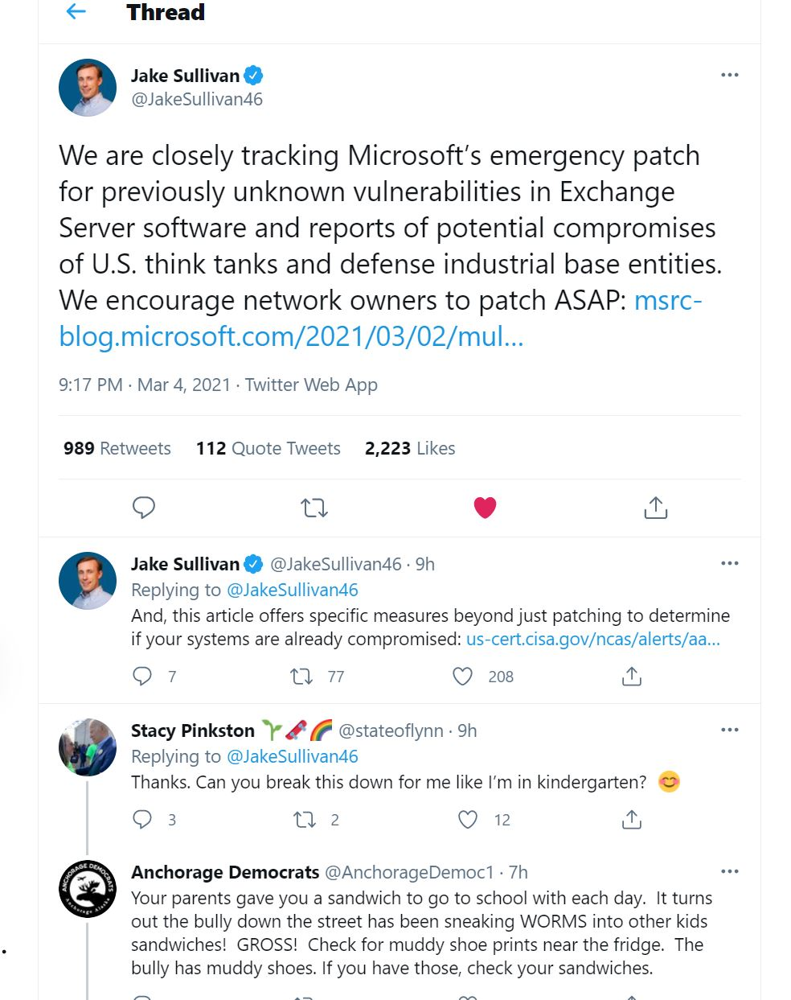 Thread
Jake Sullivan
@JakeSullivan46
We are closely tracking Microsoft's emergency patch
for previously unknown vulnerabilities in Exchange
Server software and reports of potential compromises
of U.S. think tanks and defense industrial base entities.
We encourage network owners to patch ASAP: msrc-
blog.microsoft.com/2021/03/02/mul...
9:17 PM · Mar 4, 2021 · Twitter Web App
989 Retweets 112 Quote Tweets 2,223 Likes
Jake Sullivan @JakeSullivan46 · 9h
Replying to @JakeSullivan46
And, this article offers specific measures beyond just patching to determine
if your systems are already compromised: us-cert.cisa.gov/ncas/alerts/aa...
7 77 208
Stacy Pinkston 🌱🛹🌈 @stateoflynn · 9h
Replying to @JakeSullivan46
Thanks. Can you break this down for me like I'm in kindergarten? 😊
3 2 12
ANCHORAGE DEMOCRATS
Anchorage Alaska
Anchorage Democrats @AnchorageDemoc1 · 7h
Your parents gave you a sandwich to go to school with each day.  It turns
out the bully down the street has been sneaking WORMS into other kids
sandwiches!  GROSS!  Check for muddy shoe prints near the fridge.  The
bully has muddy shoes. If you have those, check your sandwiches.